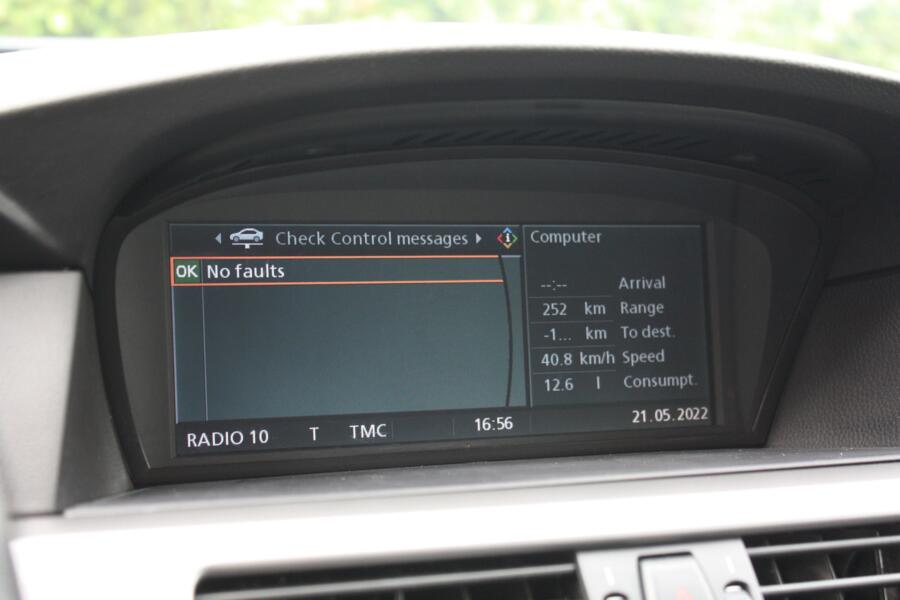 Check Control messages
OK No faults
Computer
--:-- Arrival
252 km Range
-1... km To dest.
40.8 km/h Speed
12.6 l Consumpt.
RADIO 10 T TMC 16:56 21.05.2022